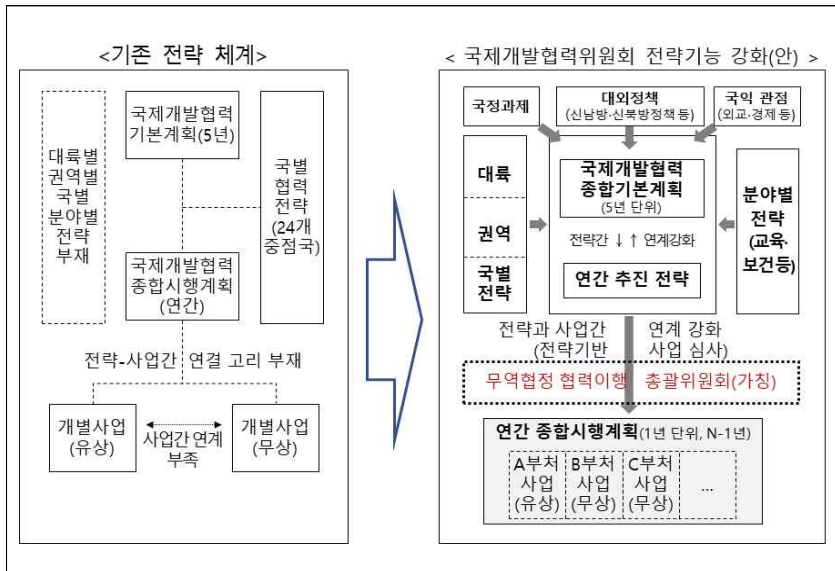 <기존 전략 체계>
국제개발협력
기본계획(5년)
대륙별
권역별
국별
분야별
전략
부재
국별
협력
전략
(24개
중점국)
국제개발협력
종합시행계획
(연간)
전략-사업간 연결 고리 부재
개별사업
(유상)
사업간 연계
부족
개별사업
(무상)
< 국제개발협력위원회 전략기능 강화(안) >
국정과제
대외정책
(신남방·신북방정책 등)
국익 관점
(외교·경제 등)
대륙
권역
국별
전략
국제개발협력
종합기본계획
(5년 단위)
전략간 ↓ ↑ 연계강화
연간 추진 전략
분야별
전략
(교육·
보건등)
전략과 사업간 연계 강화
(전략기반 사업 심사)
무역협정 협력이행 총괄위원회(가칭)
연간 종합시행계획(1년 단위, N-1년)
A부처
사업
(유상)
B부처
사업
(무상)
C부처
사업
(무상)
...